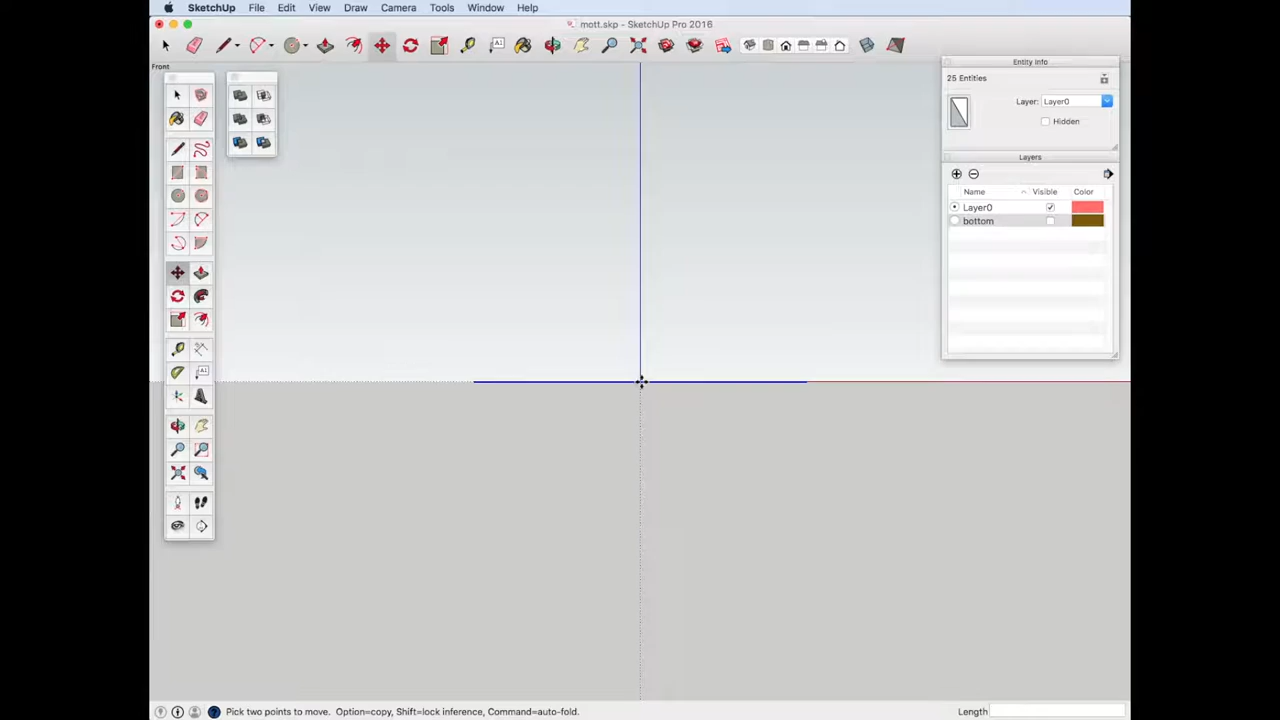 SketchUp File Edit View Draw Camera Tools Window Help
mott.skp - SketchUp Pro 2016
Front
Entity Info
25 Entities
Layer: Layer0
Hidden
Layers
Name Visible Color
Layer0
bottom
Pick two points to move. Option=copy, Shift=lock inference, Command=auto-fold.
Length